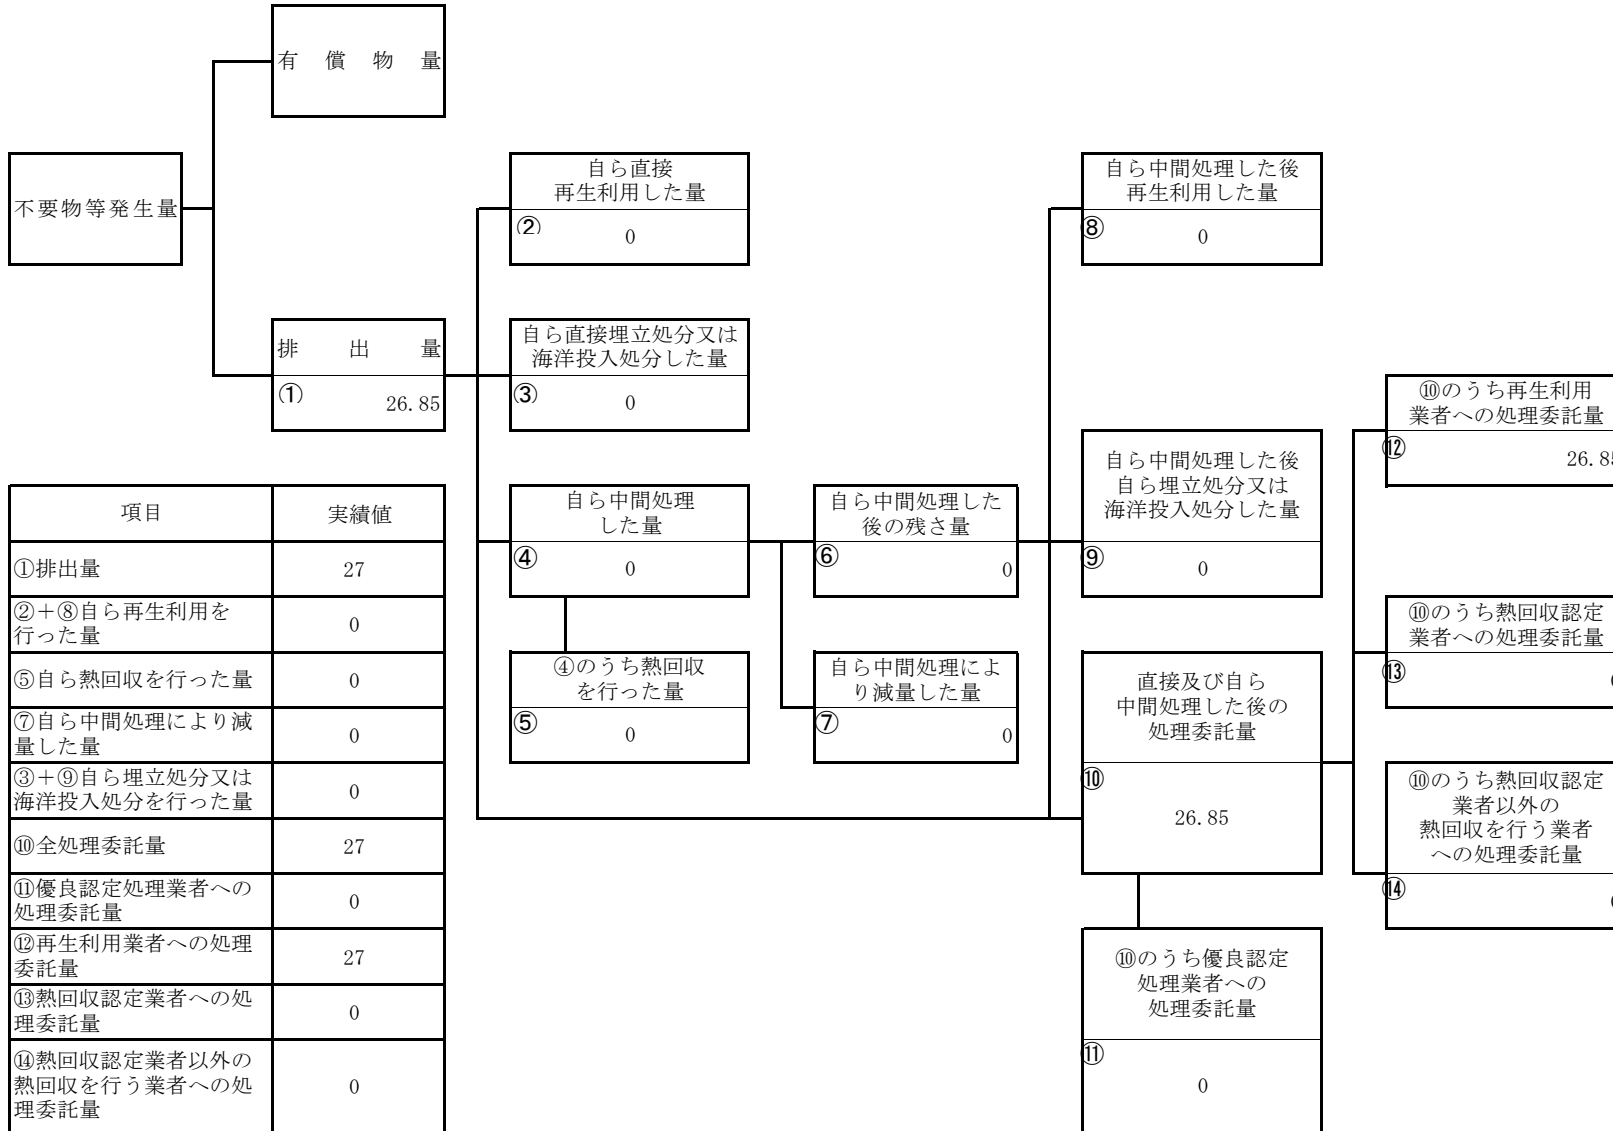 有償物量
不要物等発生量
排出量
①
26.85
自ら直接
再生利用した量
②
0
自ら直接埋立処分又は
海洋投入処分した量
③
0
自ら中間処理
した量
④
0
④のうち熱回収
を行った量
⑤
0
自ら中間処理した
後の残さ量
⑥
0
自ら中間処理によ
り減量した量
⑦
0
自ら中間処理した後
再生利用した量
⑧
0
自ら中間処理した後
自ら埋立処分又は
海洋投入処分した量
⑨
0
直接及び自ら
中間処理した後の
処理委託量
⑩
26.85
⑩のうち優良認定
処理業者への
処理委託量
⑪
0
⑩のうち再生利用
業者への処理委託量
⑫
26.85
⑩のうち熱回収認定
業者への処理委託量
⑬
⑩のうち熱回収認定
業者以外の
熱回収を行う業者
への処理委託量
⑭
項目 実績値
①排出量 27
②＋⑧自ら再生利用を
行った量 0
⑤自ら熱回収を行った量 0
⑦自ら中間処理により減
量した量 0
③＋⑨自ら埋立処分又は
海洋投入処分を行った量 0
⑩全処理委託量 27
⑪優良認定処理業者への
処理委託量 0
⑫再生利用業者への処理
委託量 27
⑬熱回収認定業者への処
理委託量 0
⑭熱回収認定業者以外の
熱回収を行う業者への処
理委託量 0